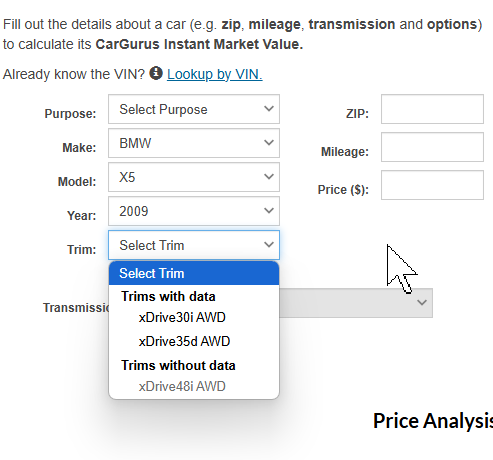 Fill out the details about a car (e.g. zip, mileage, transmission and options)
to calculate its CarGurus Instant Market Value.
Already know the VIN? Lookup by VIN.
Purpose: Select Purpose
ZIP:
Make: BMW
Mileage:
Model: X5
Price ($):
Year: 2009
Trim: Select Trim
Select Trim
Trims with data
xDrive30i AWD
Transmissi
xDrive35d AWD
Trims without data
xDrive48i AWD
Price Analysis